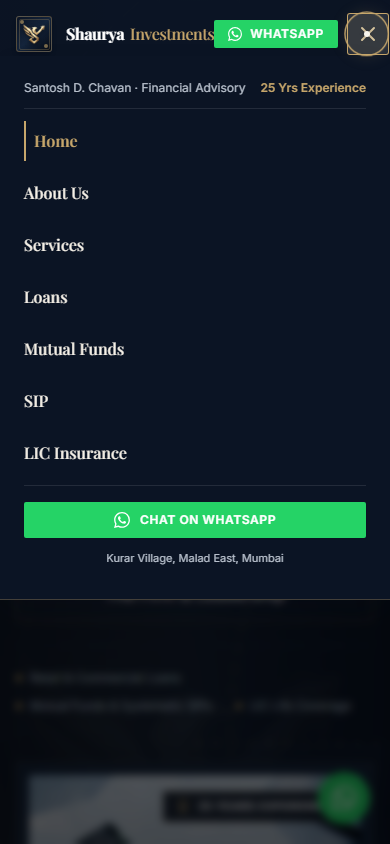 Shaurya Investments WHATSAPP
Santosh D. Chavan · Financial Advisory 25 Yrs Experience
Home
About Us
Services
Loans
Mutual Funds
SIP
LIC Insurance
CHAT ON WHATSAPP
Kurar Village, Malad East, Mumbai